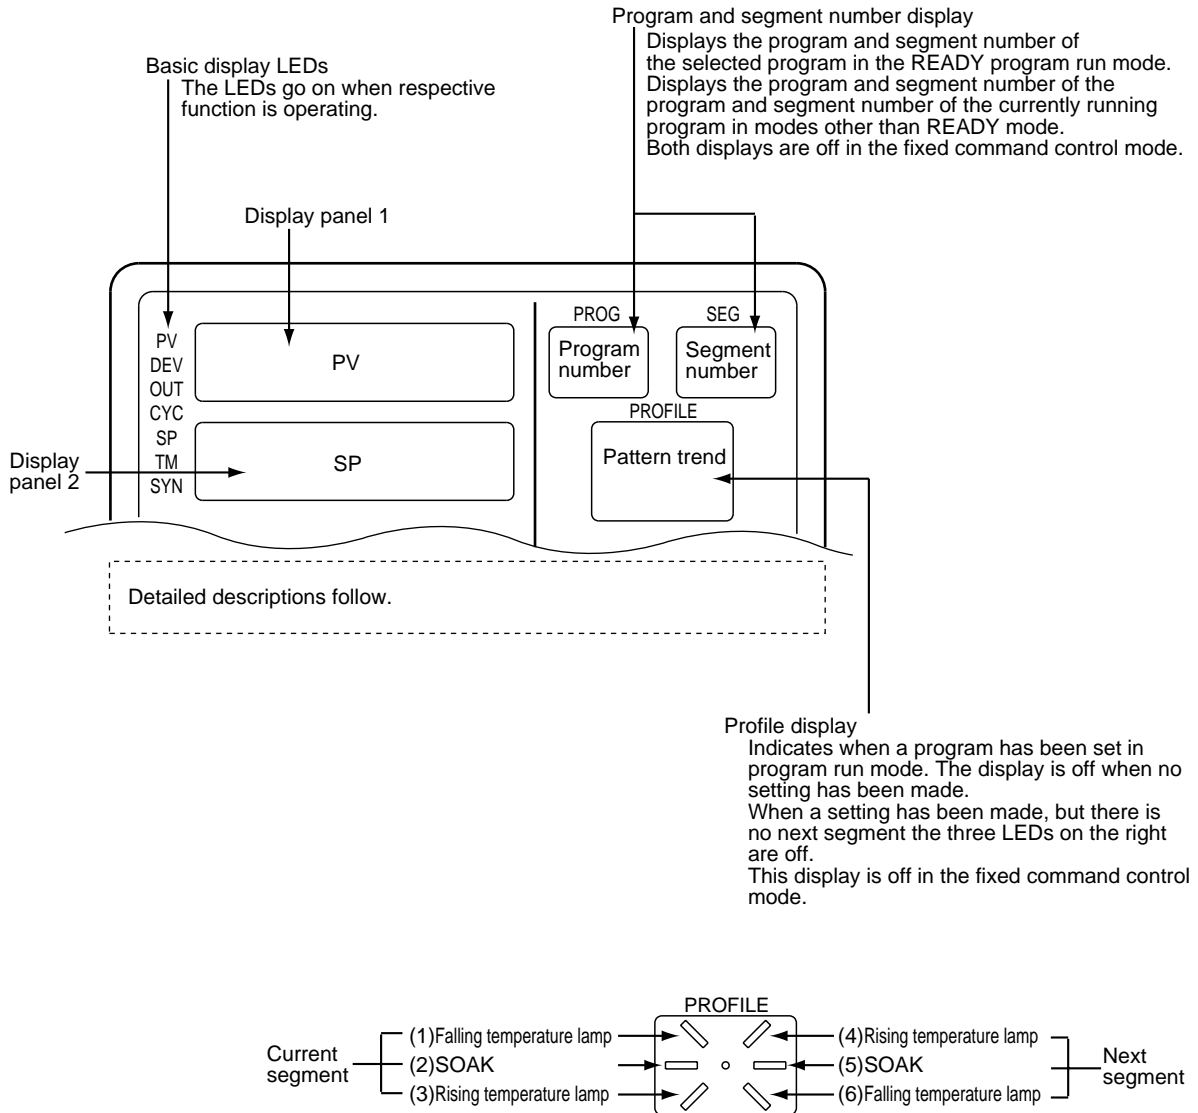 Program and segment number display
Displays the program and segment number of
the selected program in the READY program run mode.
Displays the program and segment number of the
program and segment number of the currently running
program in modes other than READY mode.
Both displays are off in the fixed command control mode.
Basic display LEDs
The LEDs go on when respective
function is operating.
Display panel 1
PROG
SEG
PV
DEV
OUT
CYC
SP
TM
SYN
PV
Program
number
Segment
number
PROFILE
Display
panel 2
SP
Pattern trend
Detailed descriptions follow.
Profile display
Indicates when a program has been set in
program run mode. The display is off when no
setting has been made.
When a setting has been made, but there is
no next segment the three LEDs on the right
are off.
This display is off in the fixed command control
mode.
PROFILE
Current
segment
(1)Falling temperature lamp
(2)SOAK
(3)Rising temperature lamp
(4)Rising temperature lamp
(5)SOAK
(6)Falling temperature lamp
Next
segment